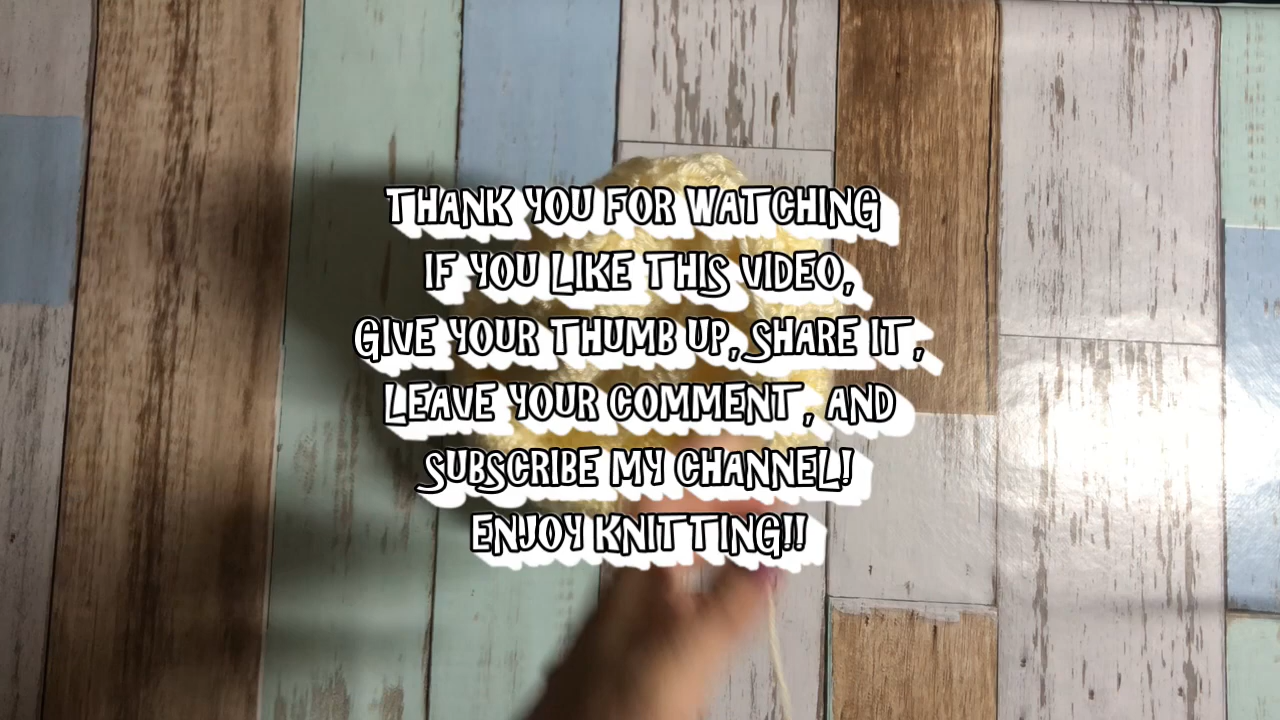 THANK YOU FOR WATCHING
IF YOU LIKE THIS VIDEO,
GIVE YOUR THUMB UP, SHARE IT,
LEAVE YOUR COMMENT, AND
SUBSCRIBE MY CHANNEL!
ENJOY KNITTING!!